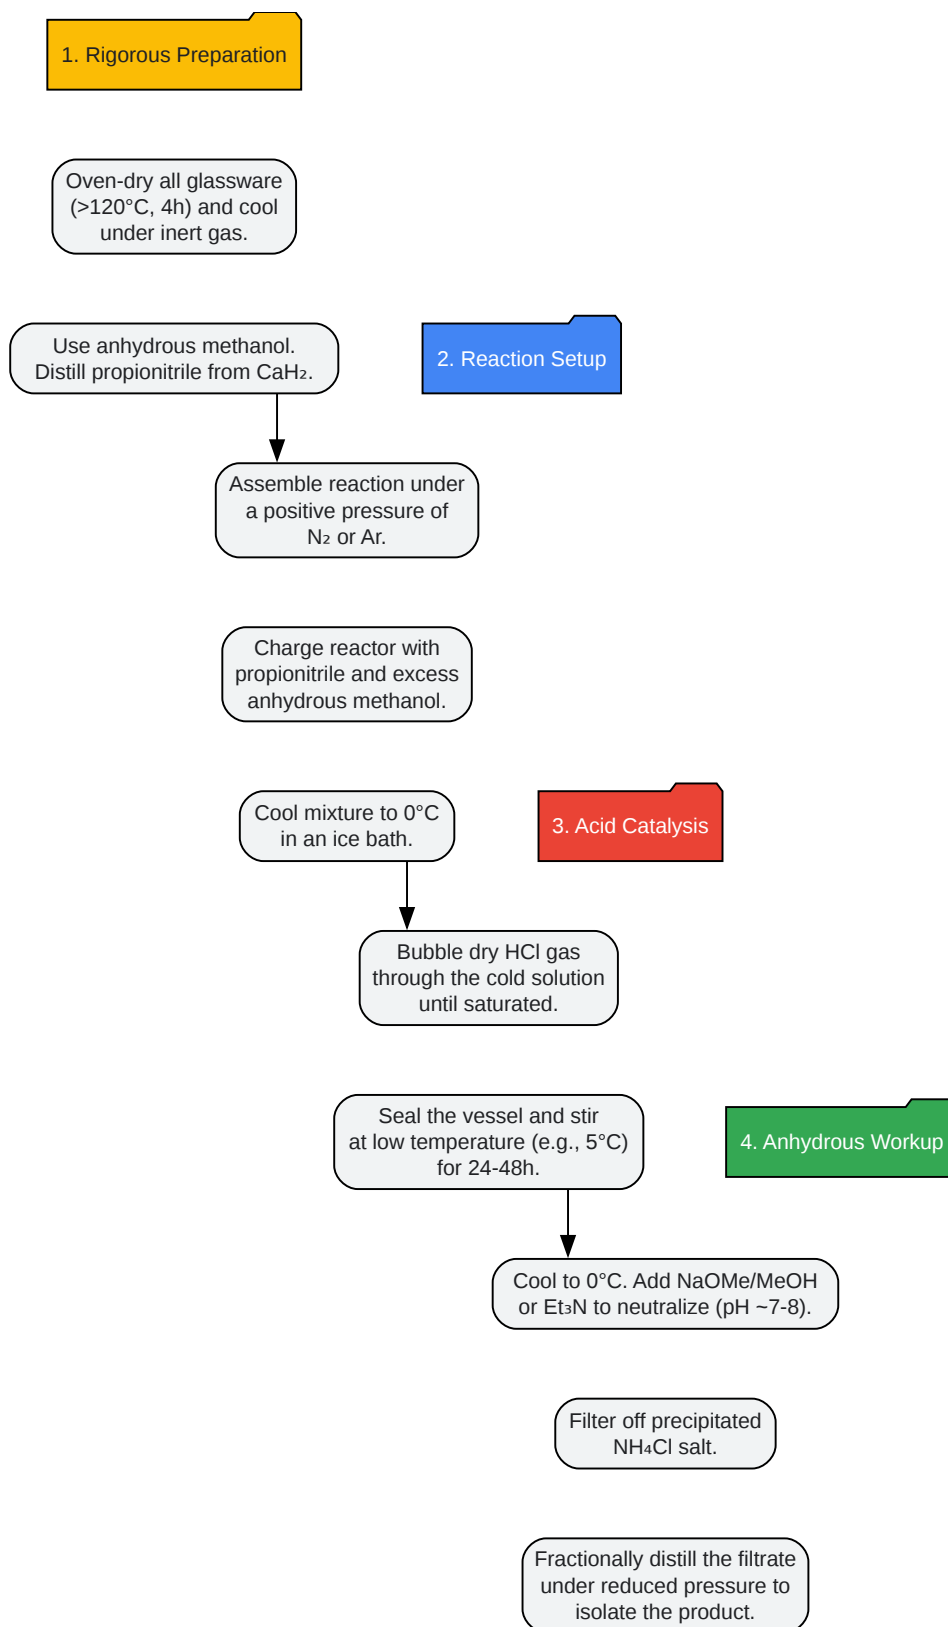 1. Rigorous Preparation
Oven-dry all glassware
(>120°C, 4h) and cool
under inert gas.
Use anhydrous methanol.
Distill propionitrile from CaH₂.
2. Reaction Setup
Assemble reaction under
a positive pressure of
N₂ or Ar.
Charge reactor with
propionitrile and excess
anhydrous methanol.
Cool mixture to 0°C
in an ice bath.
3. Acid Catalysis
Bubble dry HCl gas
through the cold solution
until saturated.
Seal the vessel and stir
at low temperature (e.g., 5°C)
for 24-48h.
4. Anhydrous Workup
Cool to 0°C. Add NaOMe/MeOH
or Et₃N to neutralize (pH ~7-8).
Filter off precipitated
NH₄Cl salt.
Fractionally distill the filtrate
under reduced pressure to
isolate the product.